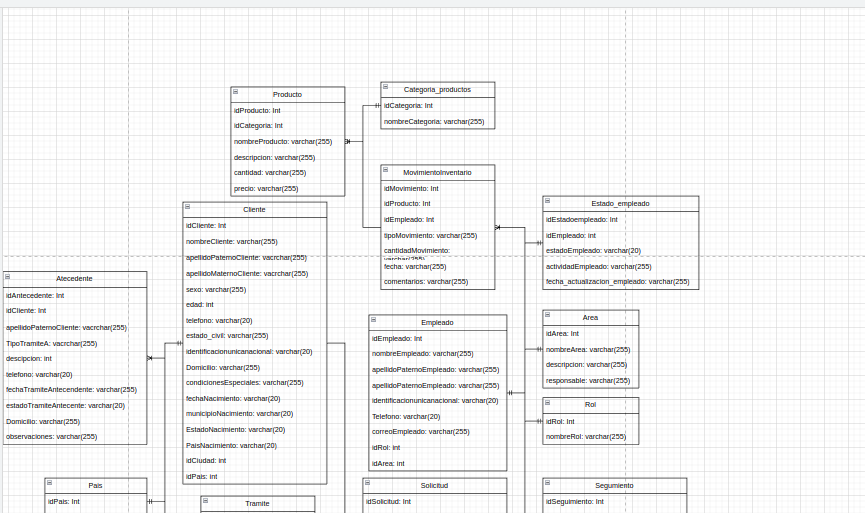 Producto
idProducto: Int
idCategoria: Int
nombreProducto: varchar(255)
descripcion: varchar(255)
cantidad: varchar(255)
precio: varchar(255)
Categoria_productos
idCategoria: Int
nombreCategoria: varchar(255)
MovimientoInventario
idMovimiento: Int
idProducto: Int
idEmpleado: Int
tipoMovimiento: varchar(255)
cantidadMovimiento:
varchar(255)
fecha: varchar(255)
comentarios: varchar(255)
Estado_empleado
idEstadoempleado: Int
idEmpleado: int
estadoEmpleado: varchar(20)
actividadEmpleado: varchar(255)
fecha_actualizacion_empleado: varchar(255)
Cliente
idCliente: Int
nombreCliente: varchar(255)
apellidoPaternoCliente: vacrchar(255)
apellidoMaternoCliente: vacrchar(255)
sexo: varchar(255)
edad: int
telefono: varchar(20)
estado_civil: varchar(255)
identificacionunicanacional: varchar(20)
Domicilio: varchar(255)
condicionesEspeciales: varchar(255)
fechaNacimiento: varchar(20)
municipioNacimiento: varchar(20)
EstadoNacimiento: varchar(20)
PaisNacimiento: varchar(20)
idCiudad: int
idPais: int
Atecedente
idAntecedente: Int
idCliente: Int
apellidoPaternoCliente: vacrchar(255)
TipoTramiteA: vacrchar(255)
descipcion: int
telefono: varchar(20)
fechaTramiteAntecendente: varchar(255)
estadoTramiteAntecente: varchar(20)
Domicilio: varchar(255)
observaciones: varchar(255)
Empleado
idEmpleado: Int
nombreEmpleado: varchar(255)
apellidoPaternoEmpleado: varchar(255)
apellidoPaternoEmpleado: varchar(255)
identificacionunicanacional: varchar(20)
Telefono: varchar(20)
correoEmpleado: varchar(255)
idRol: int
idArea: int
Area
idArea: Int
nombreArea: varchar(255)
descripcion: varchar(255)
responsable: varchar(255)
Rol
idRol: Int
nombreRol: varchar(255)
Pais
idPais: Int
Tramite
Solicitud
idSolicitud: Int
Segumiento
idSeguimiento: Int